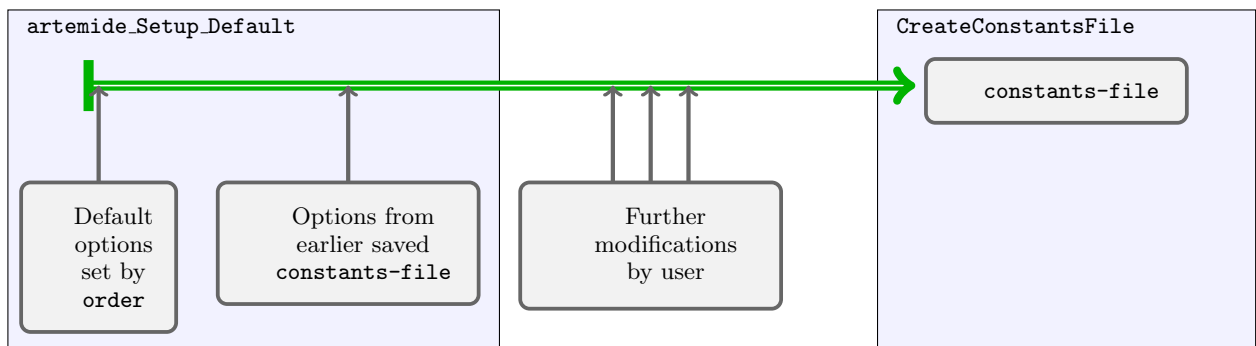 artemide_Setup_Default
CreateConstantsFile
constants-file
Default
options
set by
order
Options from
earlier saved
constants-file
Further
modifications
by user